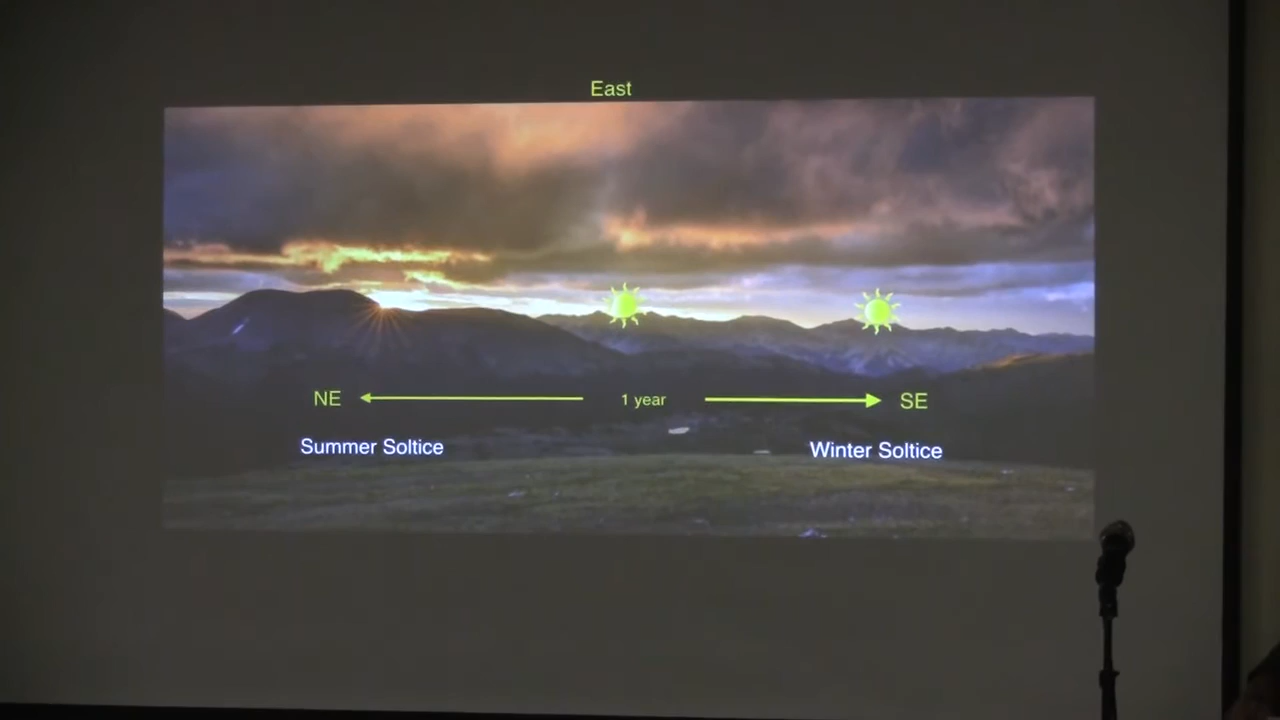 East
NE
1 year
SE
Summer Soltice
Winter Soltice